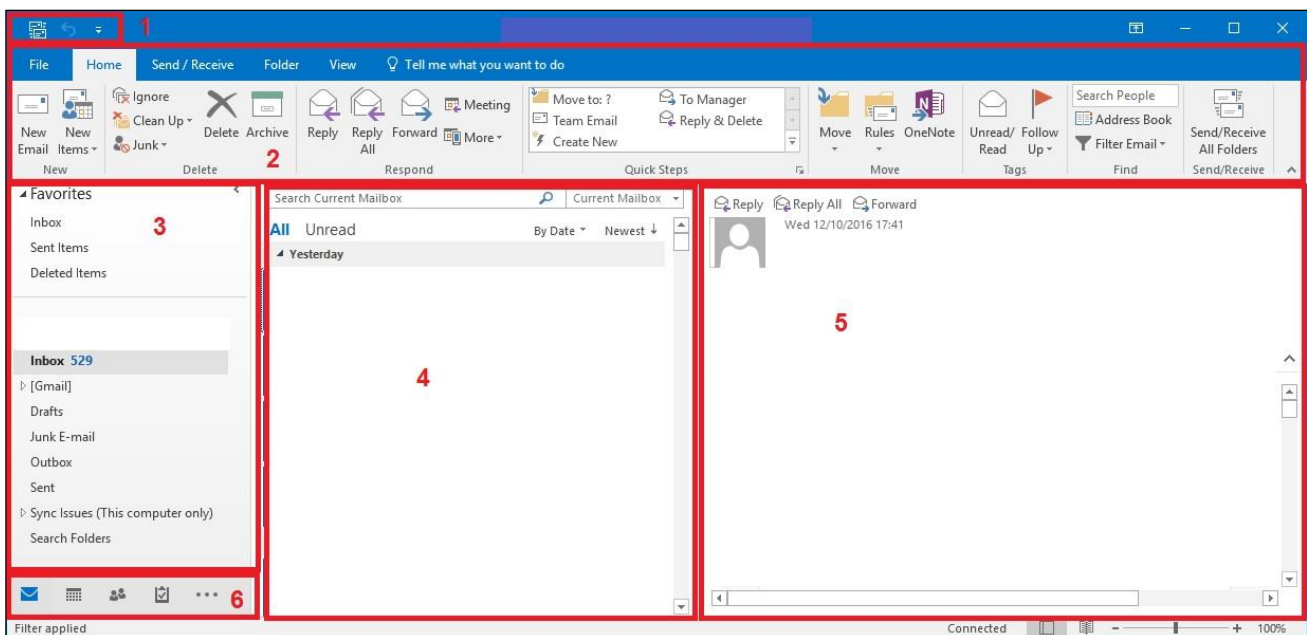 1
File Home Send / Receive Folder View Tell me what you want to do
New Email
New Items
Ignore
Clean Up
Junk
Delete
Archive
Delete
2
Reply
Reply All
Forward
Meeting
More
Respond
Move to: ?
Team Email
Create New
To Manager
Reply & Delete
Quick Steps
Move
Rules
OneNote
Move
Unread/ Read
Follow Up
Tags
Search People
Address Book
Filter Email
Find
Send/Receive All Folders
Send/Receive
New
Favorites
3
Inbox
Sent Items
Deleted Items
Inbox 529
[Gmail]
Drafts
Junk E-mail
Outbox
Sent
Sync Issues (This computer only)
Search Folders
6
Search Current Mailbox Current Mailbox
All Unread By Date Newest ↓
Yesterday
4
Reply Reply All Forward
Wed 12/10/2016 17:41
5
Filter applied Connected 100%